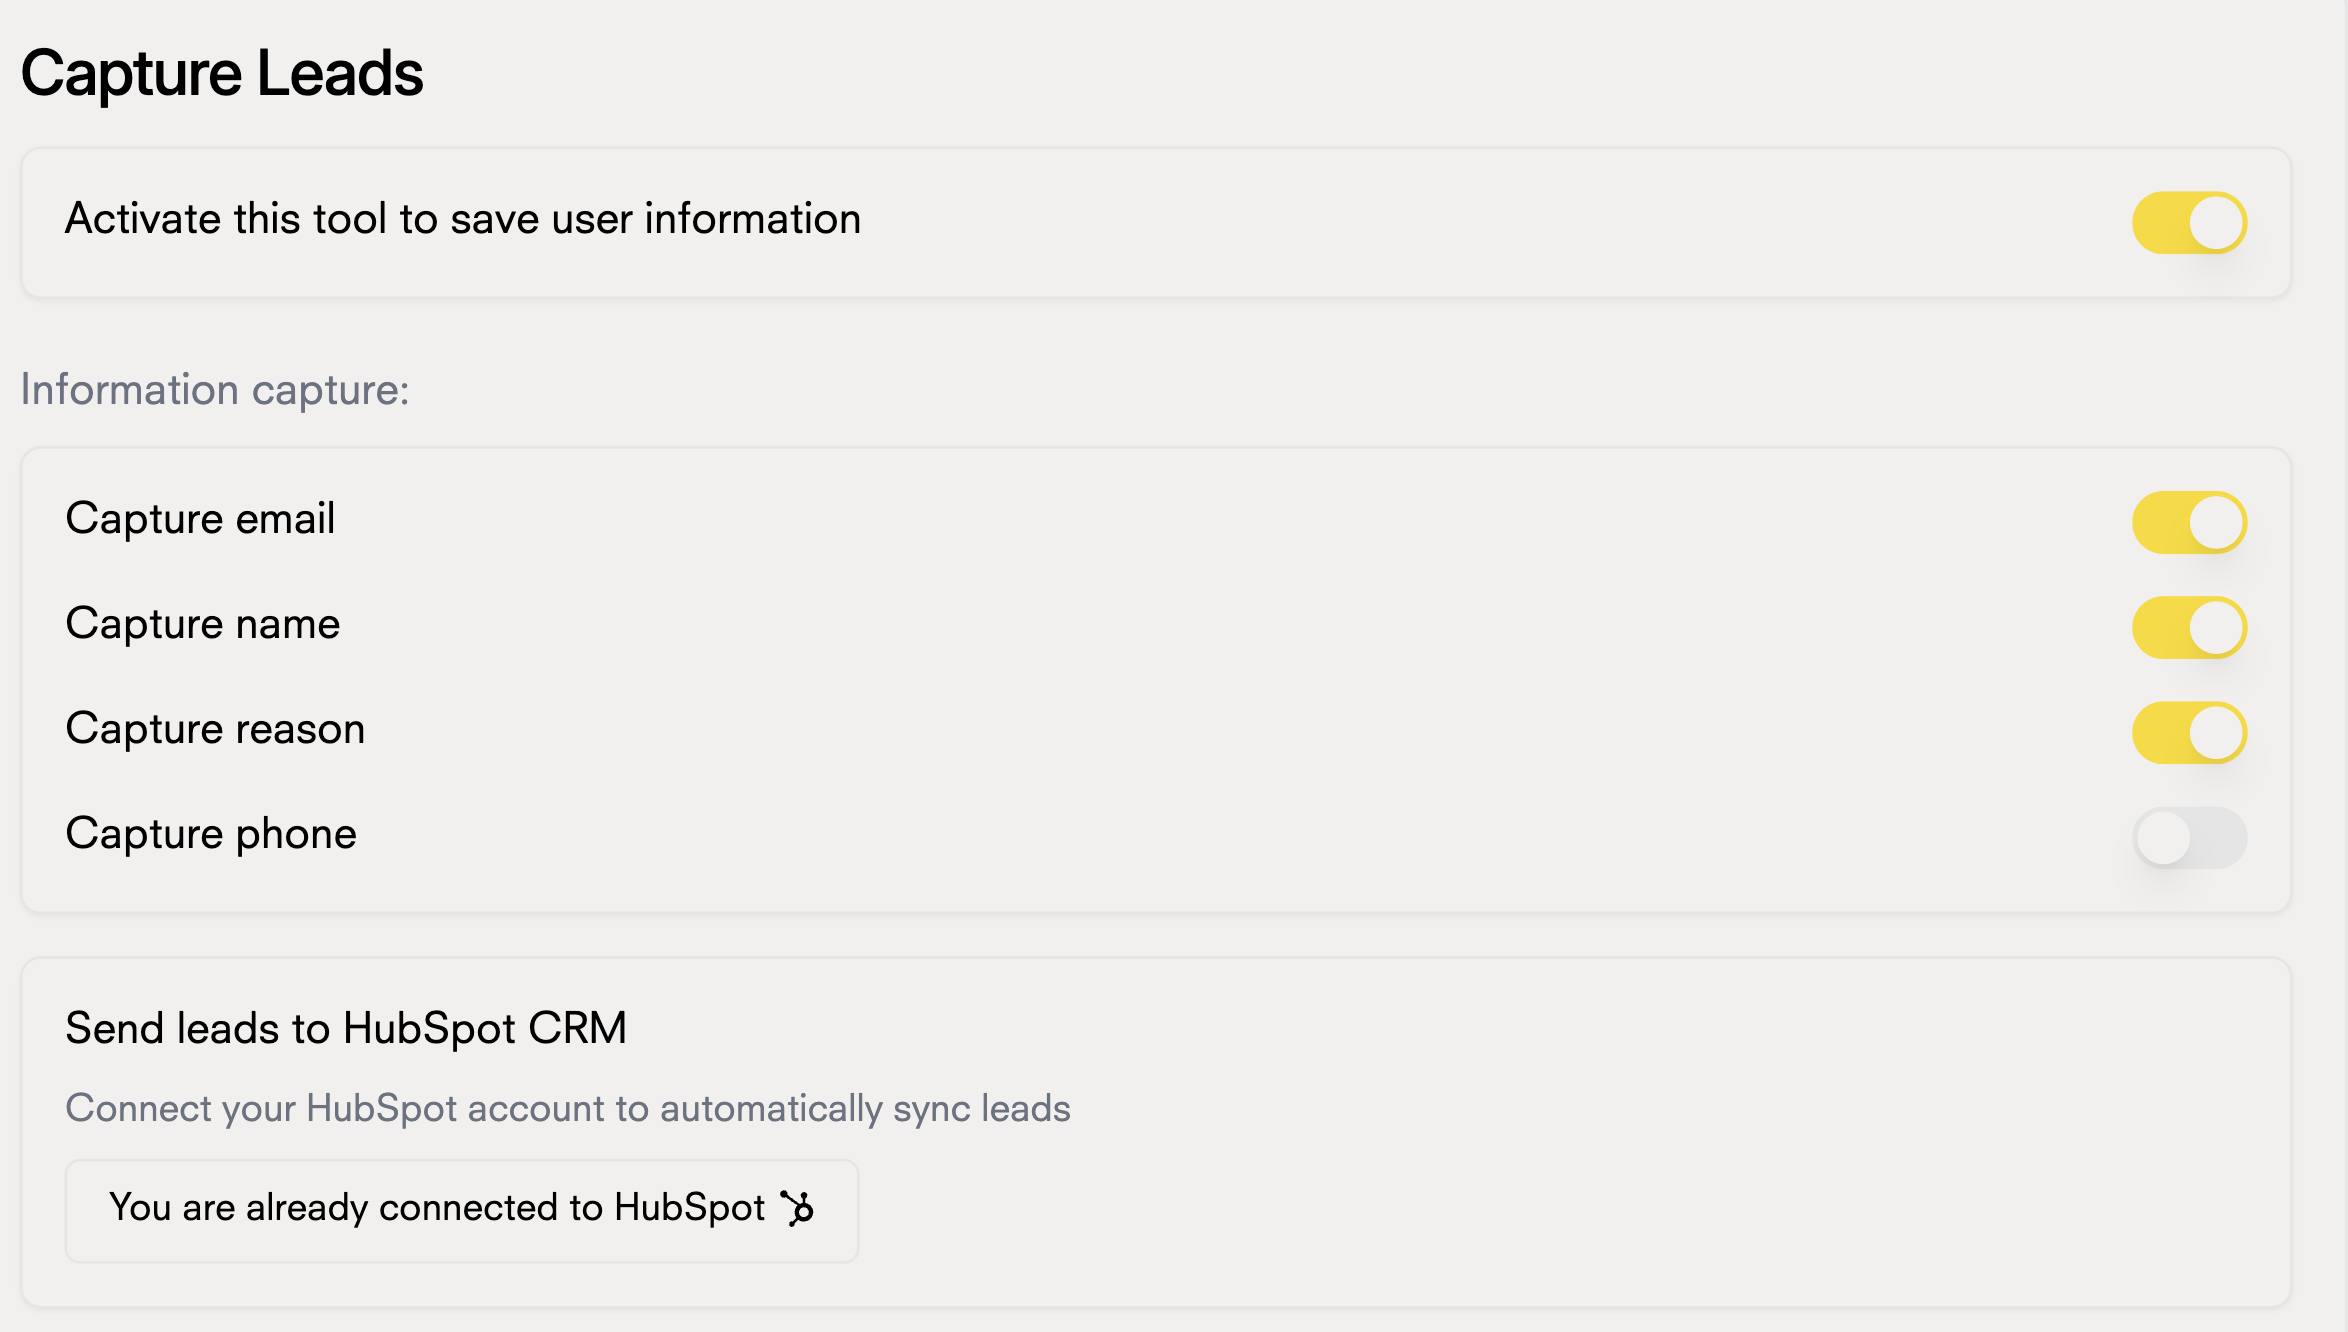 Capture Leads
Activate this tool to save user information
Information capture:
Capture email
Capture name
Capture reason
Capture phone
Send leads to HubSpot CRM
Connect your HubSpot account to automatically sync leads
You are already connected to HubSpot